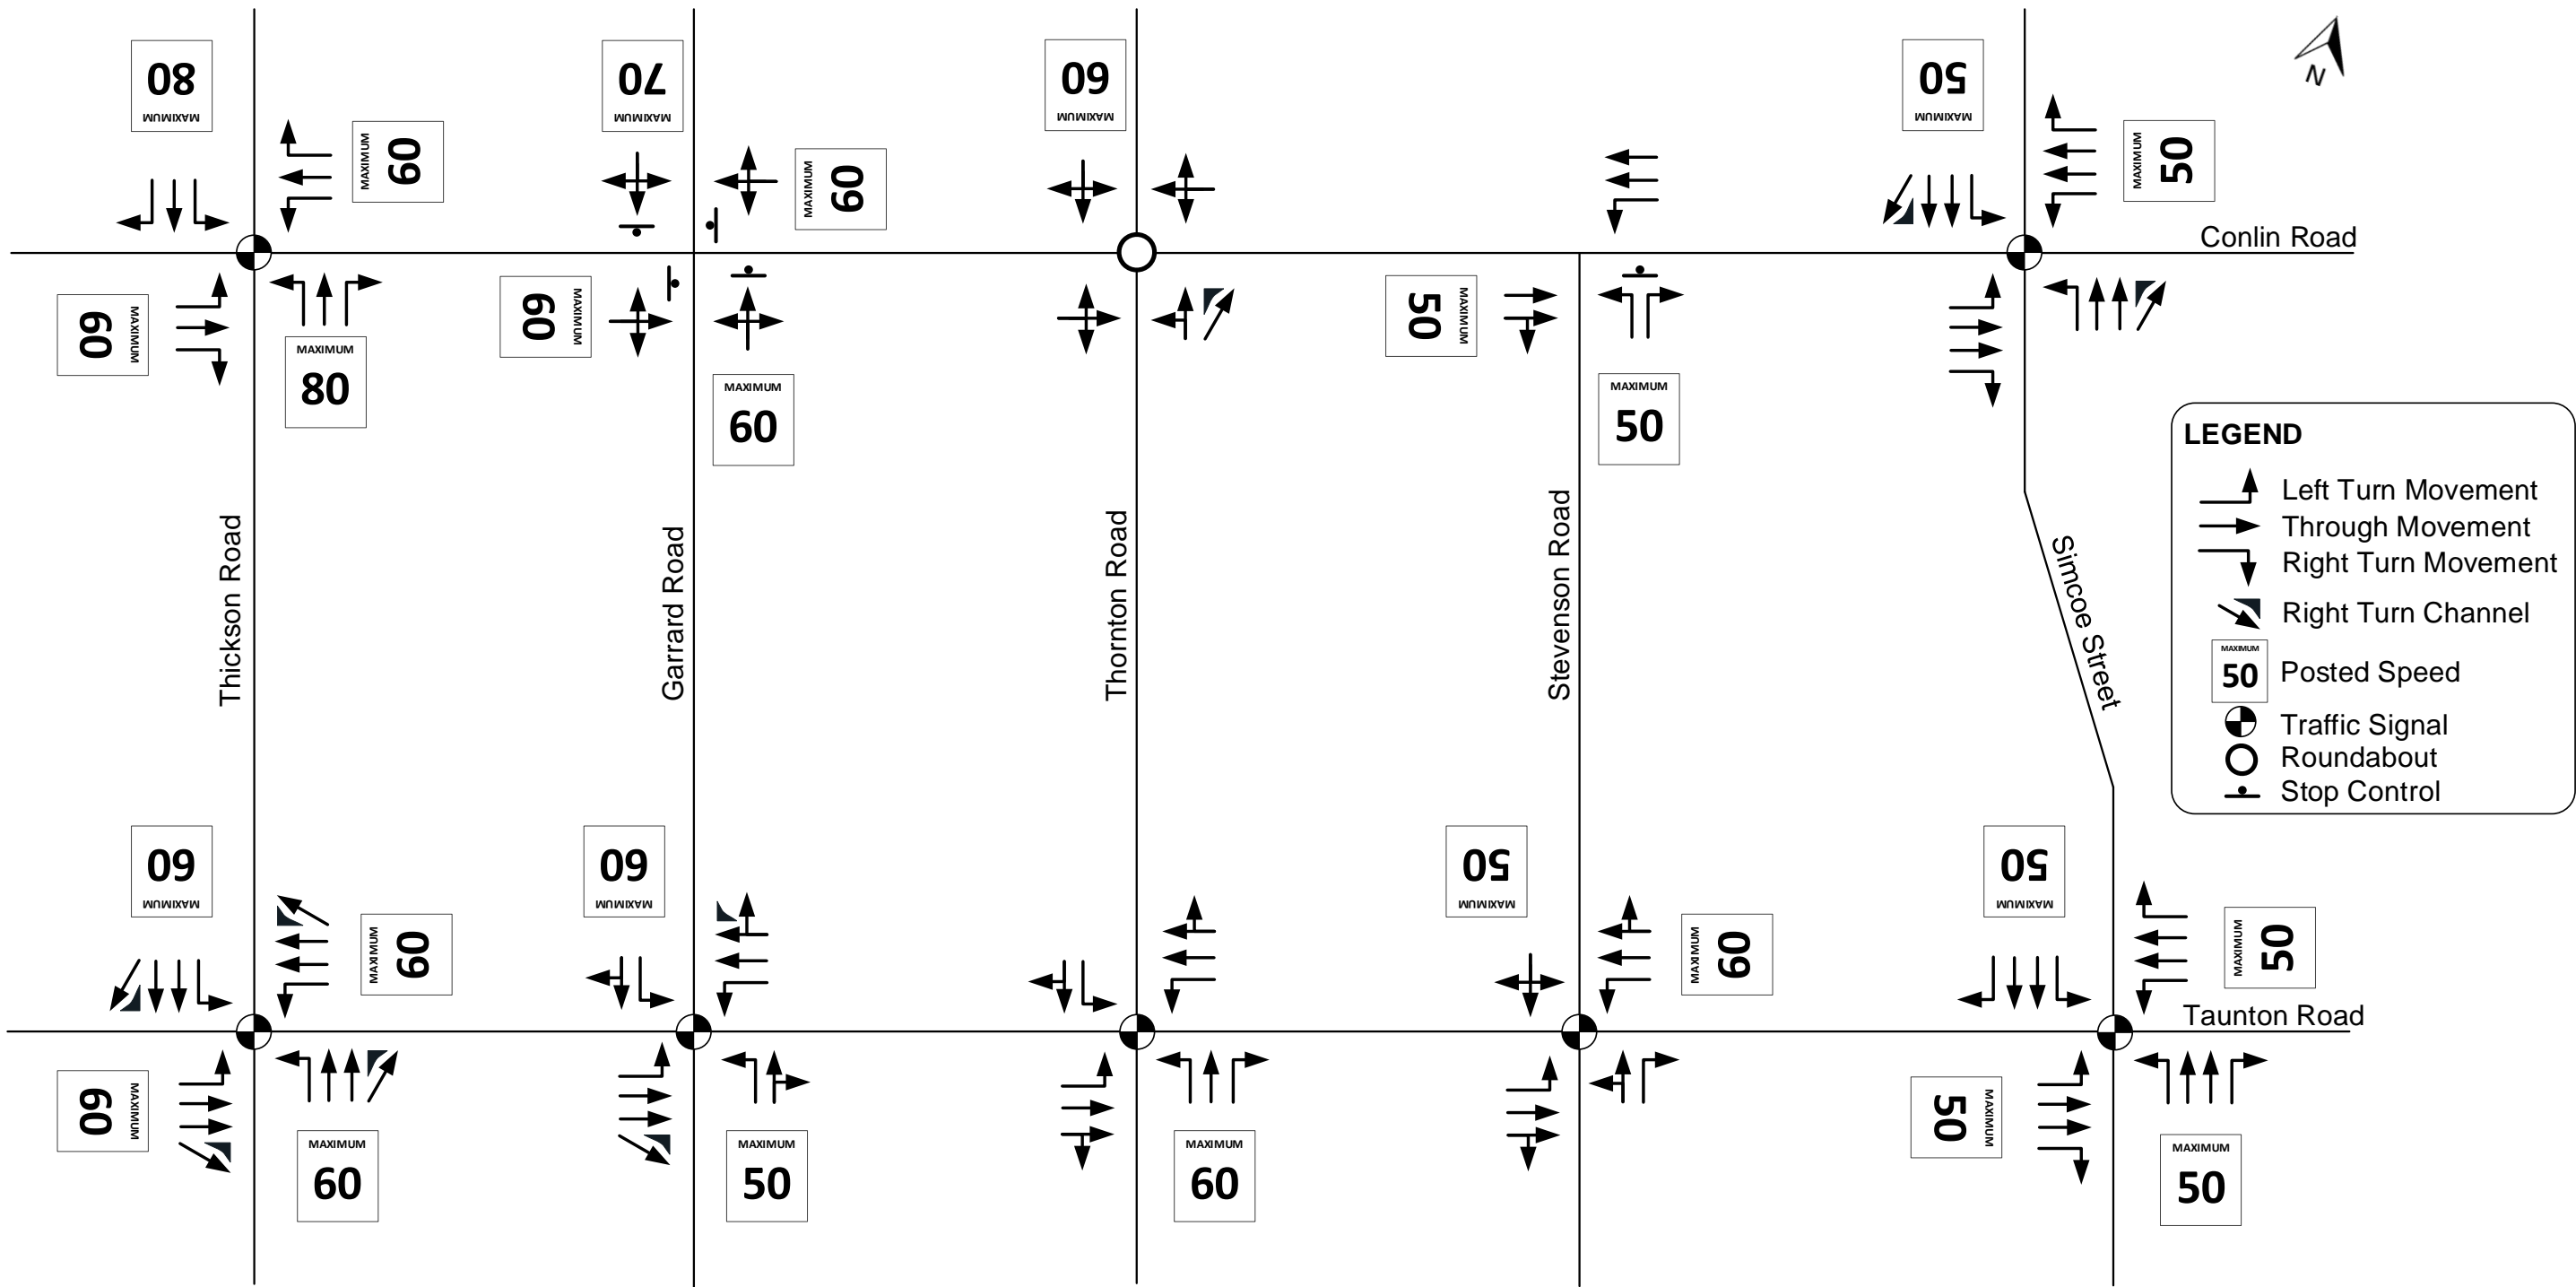 80
MAXIMUM
70
MAXIMUM
60
MAXIMUM
50
MAXIMUM
N
MAXIMUM
60
MAXIMUM
60
MAXIMUM
50
Conlin Road
60
MAXIMUM
60
MAXIMUM
50
MAXIMUM
MAXIMUM
80
MAXIMUM
60
MAXIMUM
50
LEGEND
Left Turn Movement
Through Movement
Right Turn Movement
Right Turn Channel
MAXIMUM
50
Posted Speed
Traffic Signal
Roundabout
Stop Control
Thickson Road
Garrard Road
Thornton Road
Stevenson Road
Simcoe Street
60
MAXIMUM
60
MAXIMUM
50
MAXIMUM
50
MAXIMUM
MAXIMUM
60
MAXIMUM
60
MAXIMUM
50
Taunton Road
60
MAXIMUM
50
MAXIMUM
MAXIMUM
60
MAXIMUM
50
MAXIMUM
60
MAXIMUM
50